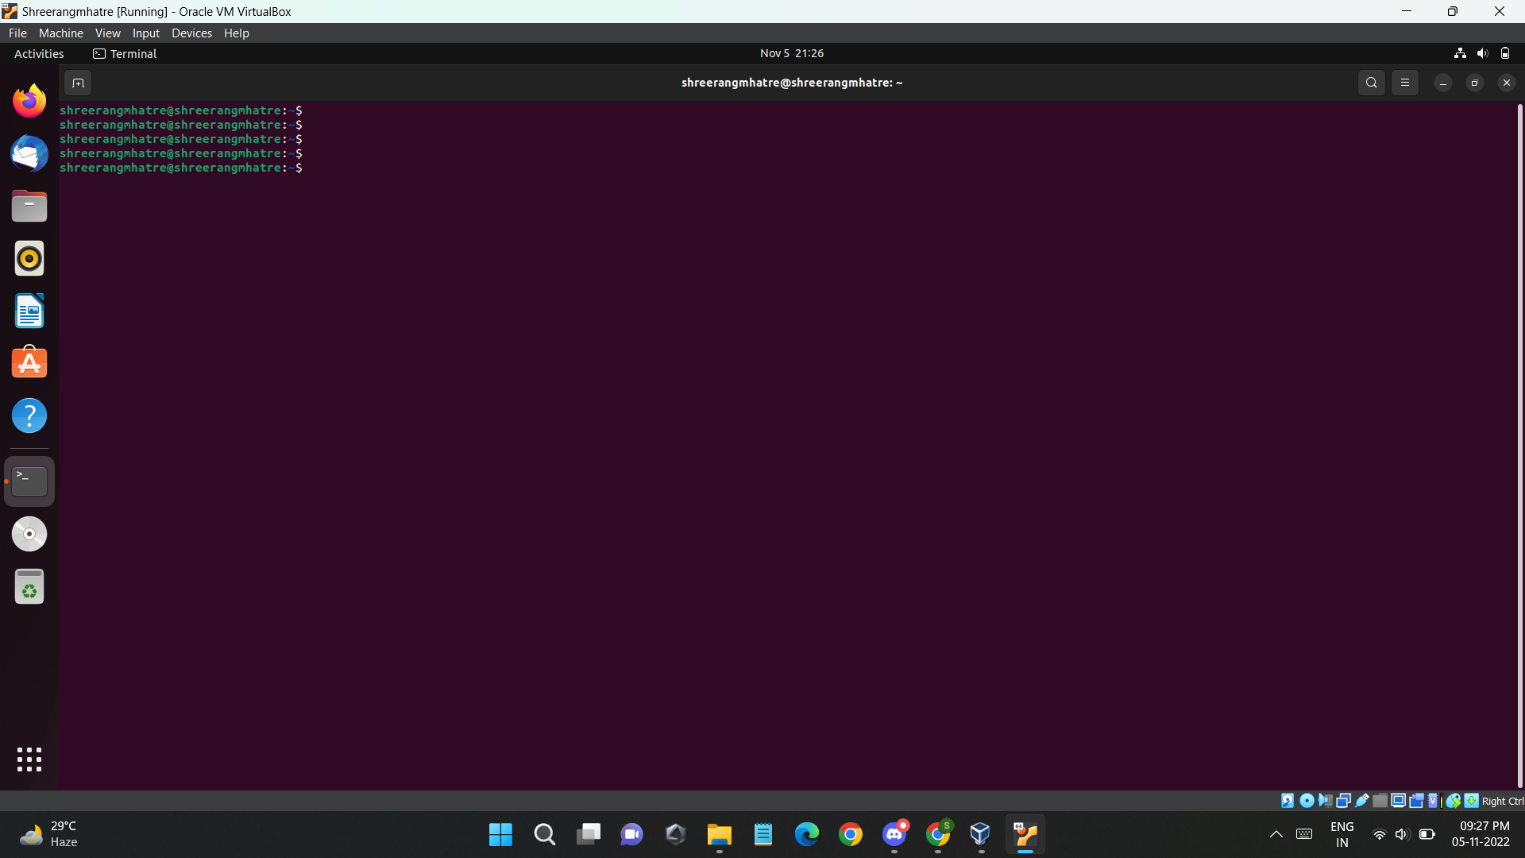 Shreerangmhatre [Running] - Oracle VM VirtualBox
File Machine View Input Devices Help
Activities Terminal Nov 5 21:26
shreerangmhatre@shreerangmhatre: ~
shreerangmhatre@shreerangmhatre:~$
shreerangmhatre@shreerangmhatre:~$
shreerangmhatre@shreerangmhatre:~$
shreerangmhatre@shreerangmhatre:~$
shreerangmhatre@shreerangmhatre:~$
Right Ctrl
29°C
Haze
ENG
IN
09:27 PM
05-11-2022